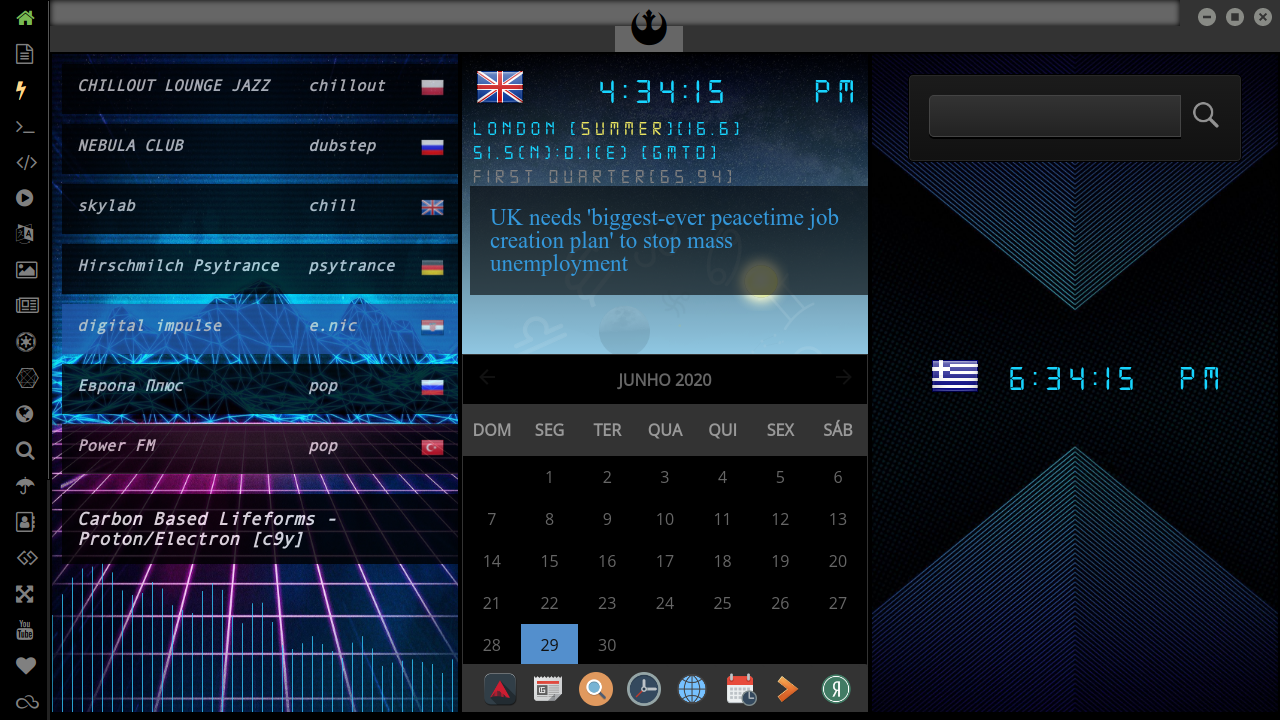 CHILLOUT LOUNGE JAZZ chillout
NEBULA CLUB dubstep
skylab chill
Hirschmilch Psytrance psytrance
digital impulse e.nic
Европа Плюс pop
Power FM pop
Carbon Based Lifeforms -
Proton/Electron [c9y]
4:34:15 PM
LONDON [SUMMER][16.6]
51.5[N]:0.1[E] [GMT0]
FIRST QUARTER[65.94]
UK needs 'biggest-ever peacetime job
creation plan' to stop mass
unemployment
JUNHO 2020
DOM SEG TER QUA QUI SEX SÁB
1 2 3 4 5 6
7 8 9 10 11 12 13
14 15 16 17 18 19 20
21 22 23 24 25 26 27
28 29 30
6:34:15 PM
You
Tube